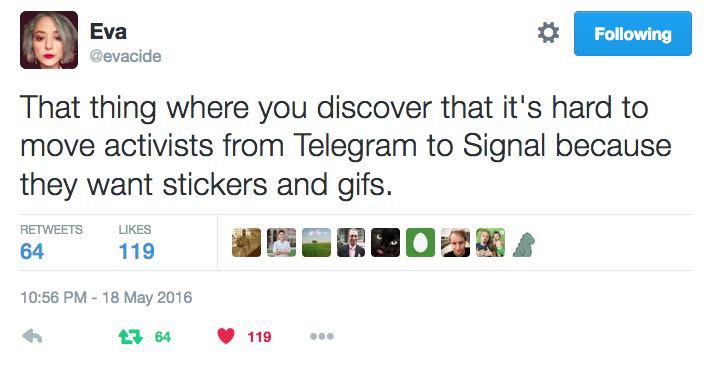 Eva
@evacide
Following
That thing where you discover that it's hard to
move activists from Telegram to Signal because
they want stickers and gifs.
RETWEETS LIKES
64 119
10:56 PM - 18 May 2016
64 119